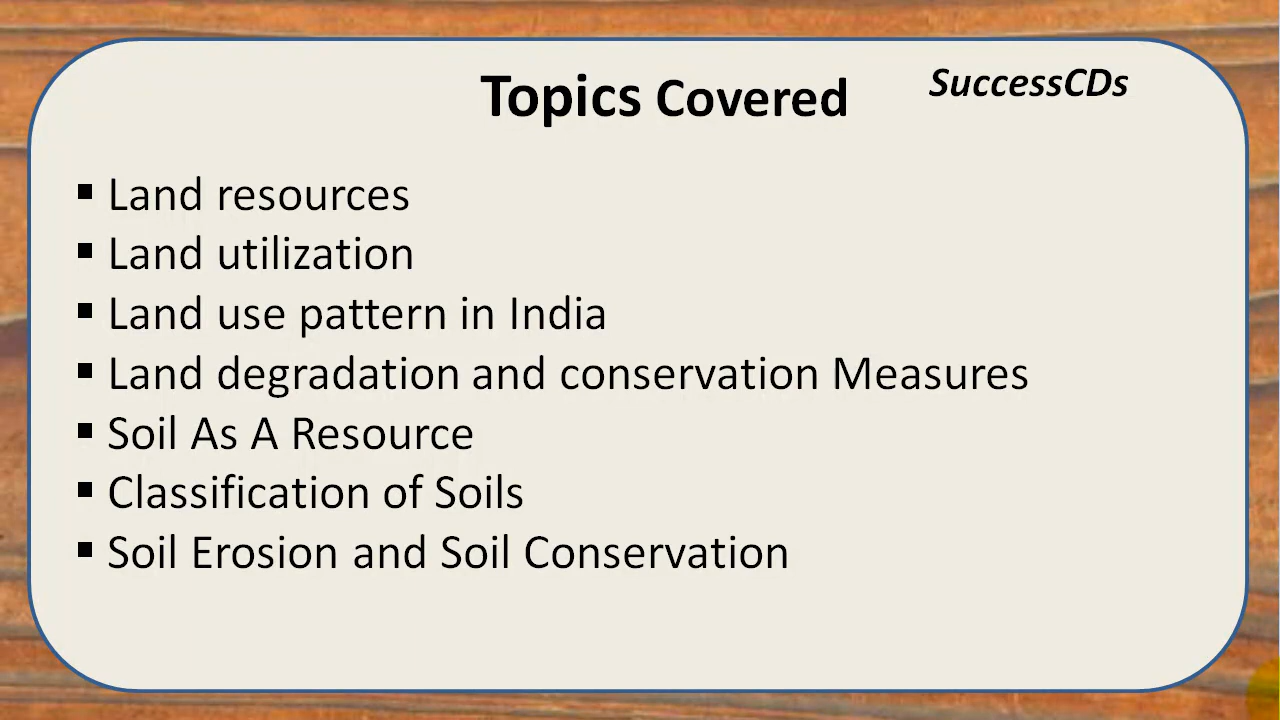 Topics Covered
SuccessCDs
▪ Land resources
▪ Land utilization
▪ Land use pattern in India
▪ Land degradation and conservation Measures
▪ Soil As A Resource
▪ Classification of Soils
▪ Soil Erosion and Soil Conservation